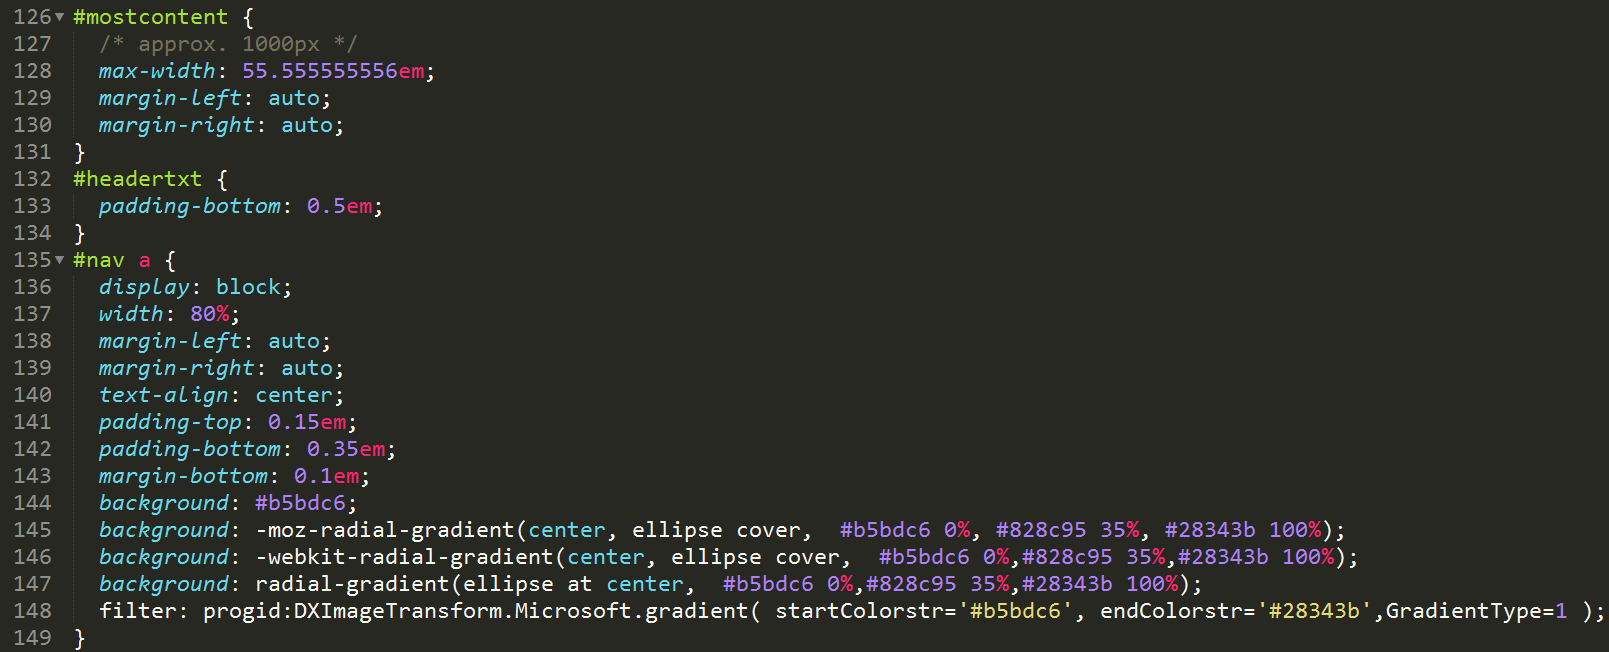 126 #mostcontent {
127   /* approx. 1000px */
128   max-width: 55.555555556em;
129   margin-left: auto;
130   margin-right: auto;
131 }
132 #headertxt {
133   padding-bottom: 0.5em;
134 }
135 #nav a {
136   display: block;
137   width: 80%;
138   margin-left: auto;
139   margin-right: auto;
140   text-align: center;
141   padding-top: 0.15em;
142   padding-bottom: 0.35em;
143   margin-bottom: 0.1em;
144   background: #b5bdc6;
145   background: -moz-radial-gradient(center, ellipse cover,  #b5bdc6 0%, #828c95 35%, #28343b 100%);
146   background: -webkit-radial-gradient(center, ellipse cover,  #b5bdc6 0%,#828c95 35%,#28343b 100%);
147   background: radial-gradient(ellipse at center,  #b5bdc6 0%,#828c95 35%,#28343b 100%);
148   filter: progid:DXImageTransform.Microsoft.gradient( startColorstr='#b5bdc6', endColorstr='#28343b',GradientType=1 );
149 }